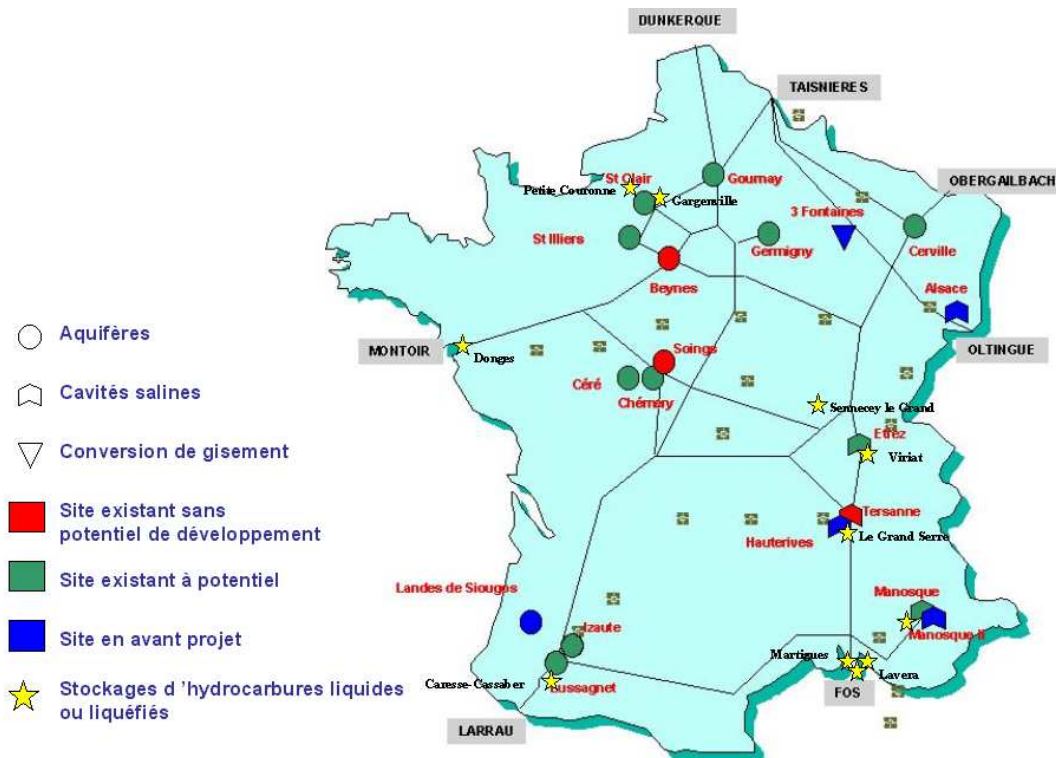 DUNKERQUE
TAISNIERES
OBERGAILBACH
St Clair
Gournay
Petite Couronne
Gargenville
3 Fontaines
St Illiers
Germigny
Cerville
Beynes
Alsace
Aquifères
MONTOIR
Donges
Soings
OLTINGUE
Cavités salines
Céré
Chémery
Sennecey le Grand
Etrez
Conversion de gisement
Viriat
Site existant sans
potentiel de développement
Tersanne
Hauterives
Le Grand Serre
Site existant à potentiel
Landes de Siougos
Manosque
Izaute
Site en avant projet
Manosque II
Martigues
Lavera
Caresse-Cassaber
Lussagnet
FOS
Stockages d 'hydrocarbures liquides
ou liquéfiés
LARRAU